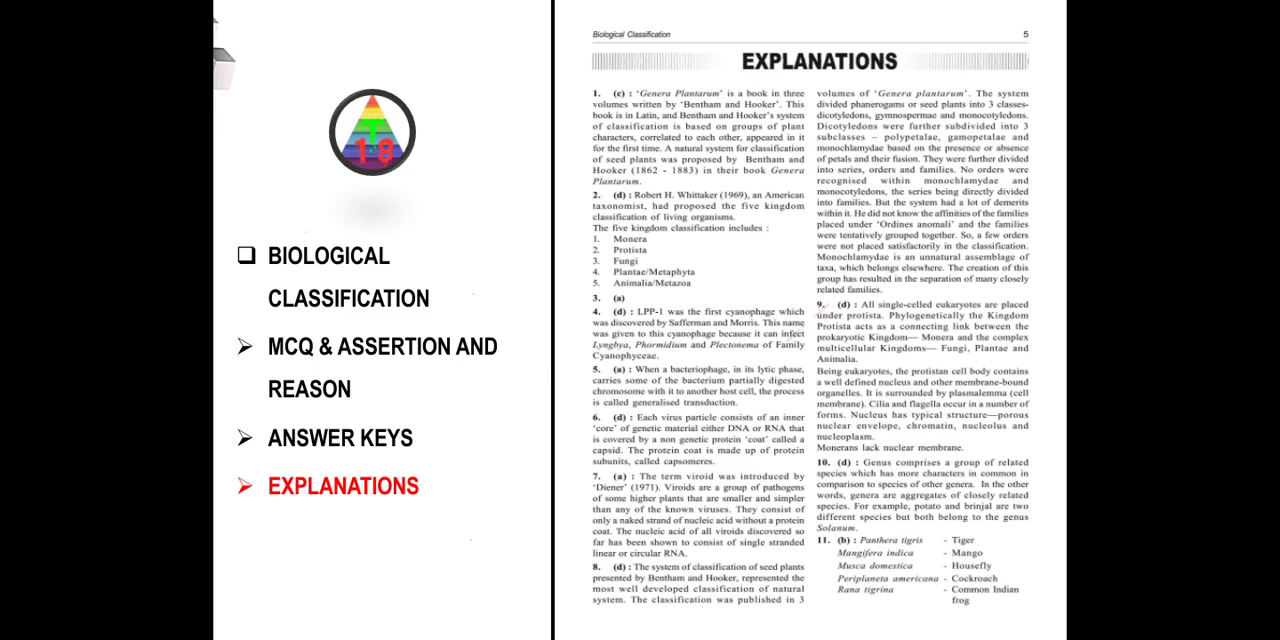 T
18
❑ BIOLOGICAL
CLASSIFICATION
➢ MCQ & ASSERTION AND
REASON
➢ ANSWER KEYS
➢ EXPLANATIONS
Biological Classification 5
EXPLANATIONS
1. (c) : ‘Genera Plantarum’ is a book in three
volumes written by ‘Bentham and Hooker’. This
book is in Latin, and Bentham and Hooker’s system
of classification is based on groups of plant
characters, correlated to each other, appeared in it
for the first time. A natural system for classification
of seed plants was proposed by Bentham and
Hooker (1862 - 1883) in their book Genera
Plantarum.
2. (d) : Robert H. Whittaker (1969), an American
taxonomist, had proposed the five kingdom
classification of living organisms.
The five kingdom classification includes :
1. Monera
2. Protista
3. Fungi
4. Plantae/Metaphyta
5. Animalia/Metazoa
3. (a)
4. (d) : LPP-1 was the first cyanophage which
was discovered by Safferman and Morris. This name
was given to this cyanophage because it can infect
Lyngbya, Phormidium and Plectonema of Family
Cyanophyceae.
5. (a) : When a bacteriophage, in its lytic phase,
carries some of the bacterium partially digested
chromosome with it to another host cell, the process
is called generalised transduction.
6. (d) : Each virus particle consists of an inner
‘core’ of genetic material either DNA or RNA that
is covered by a non genetic protein ‘coat’ called a
capsid. The protein coat is made up of protein
subunits, called capsomeres.
7. (a) : The term viroid was introduced by
‘Diener’ (1971). Viroids are a group of pathogens
of some higher plants that are smaller and simpler
than any of the known viruses. They consist of
only a naked strand of nucleic acid without a protein
coat. The nucleic acid of all viroids discovered so
far has been shown to consist of single stranded
linear or circular RNA.
8. (d) : The system of classification of seed plants
presented by Bentham and Hooker, represented the
most well developed classification of natural
system. The classification was published in 3
volumes of ‘Genera plantarum’. The system
divided phanerogams or seed plants into 3 classes-
dicotyledons, gymnospermae and monocotyledons.
Dicotyledons were further subdivided into 3
subclasses – polypetalae, gamopetalae and
monochlamydae based on the presence or absence
of petals and their fusion. They were further divided
into series, orders and families. No orders were
recognised within monochlamydae and
monocotyledons, the series being directly divided
into families. But the system had a lot of demerits
within it. He did not know the affinities of the families
placed under ‘Ordines anomali’ and the families
were tentatively grouped together. So, a few orders
were not placed satisfactorily in the classification.
Monochlamydae is an unnatural assemblage of
taxa, which belongs elsewhere. The creation of this
group has resulted in the separation of many closely
related families.
9. (d) : All single-celled eukaryotes are placed
under protista. Phylogenetically the Kingdom
Protista acts as a connecting link between the
prokaryotic Kingdom— Monera and the complex
multicellular Kingdoms— Fungi, Plantae and
Animalia.
Being eukaryotes, the protistan cell body contains
a well defined nucleus and other membrane-bound
organelles. It is surrounded by plasmalemma (cell
membrane). Cilia and flagella occur in a number of
forms. Nucleus has typical structure—porous
nuclear envelope, chromatin, nucleolus and
nucleoplasm.
Monerans lack nuclear membrane.
10. (d) : Genus comprises a group of related
species which has more characters in common in
comparison to species of other genera. In the other
words, genera are aggregates of closely related
species. For example, potato and brinjal are two
different species but both belong to the genus
Solanum.
11. (b) : Panthera tigris - Tiger
Mangifera indica - Mango
Musca domestica - Housefly
Periplaneta americana - Cockroach
Rana tigrina - Common Indian
frog